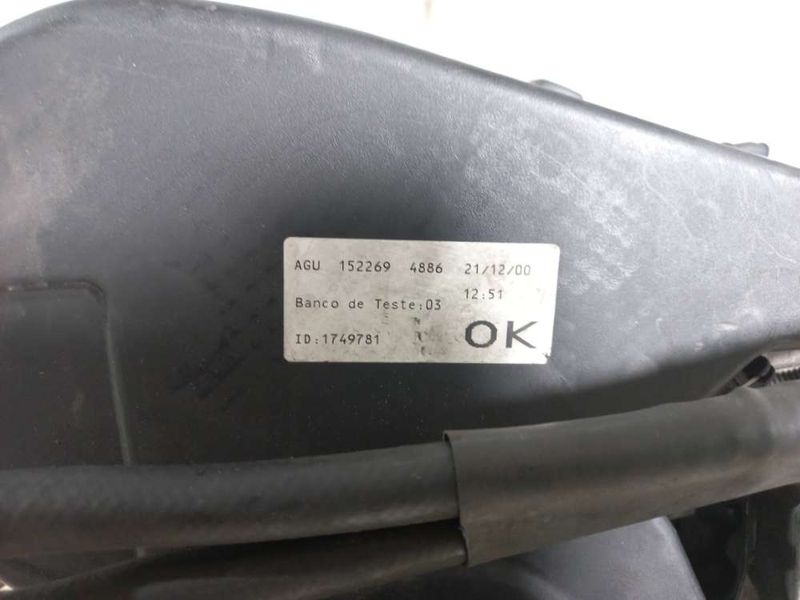 AGU 152269 4886 21/12/00
12:51
Banco de Teste:03
ID:1749781 OK